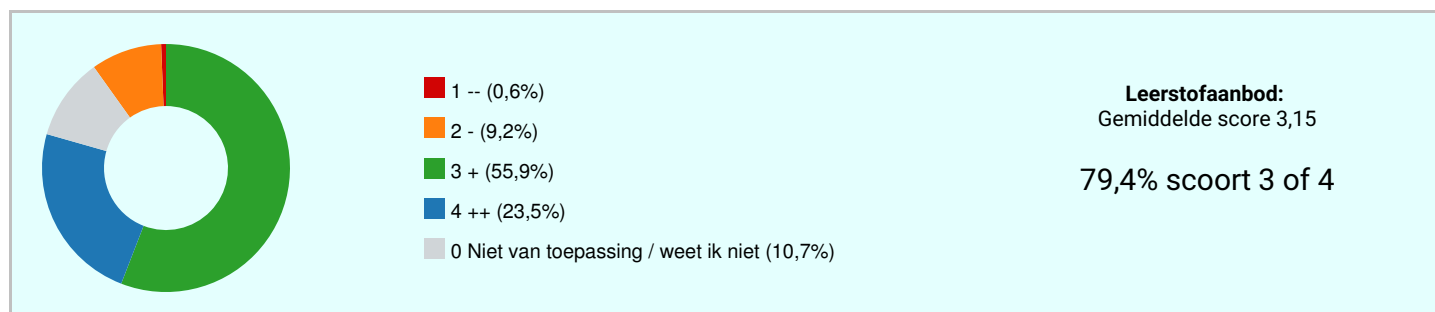 1 -- (0,6%)
2 - (9,2%)
3 + (55,9%)
4 ++ (23,5%)
0 Niet van toepassing / weet ik niet (10,7%)
Leerstofaanbod:
Gemiddelde score 3,15
79,4% scoort 3 of 4